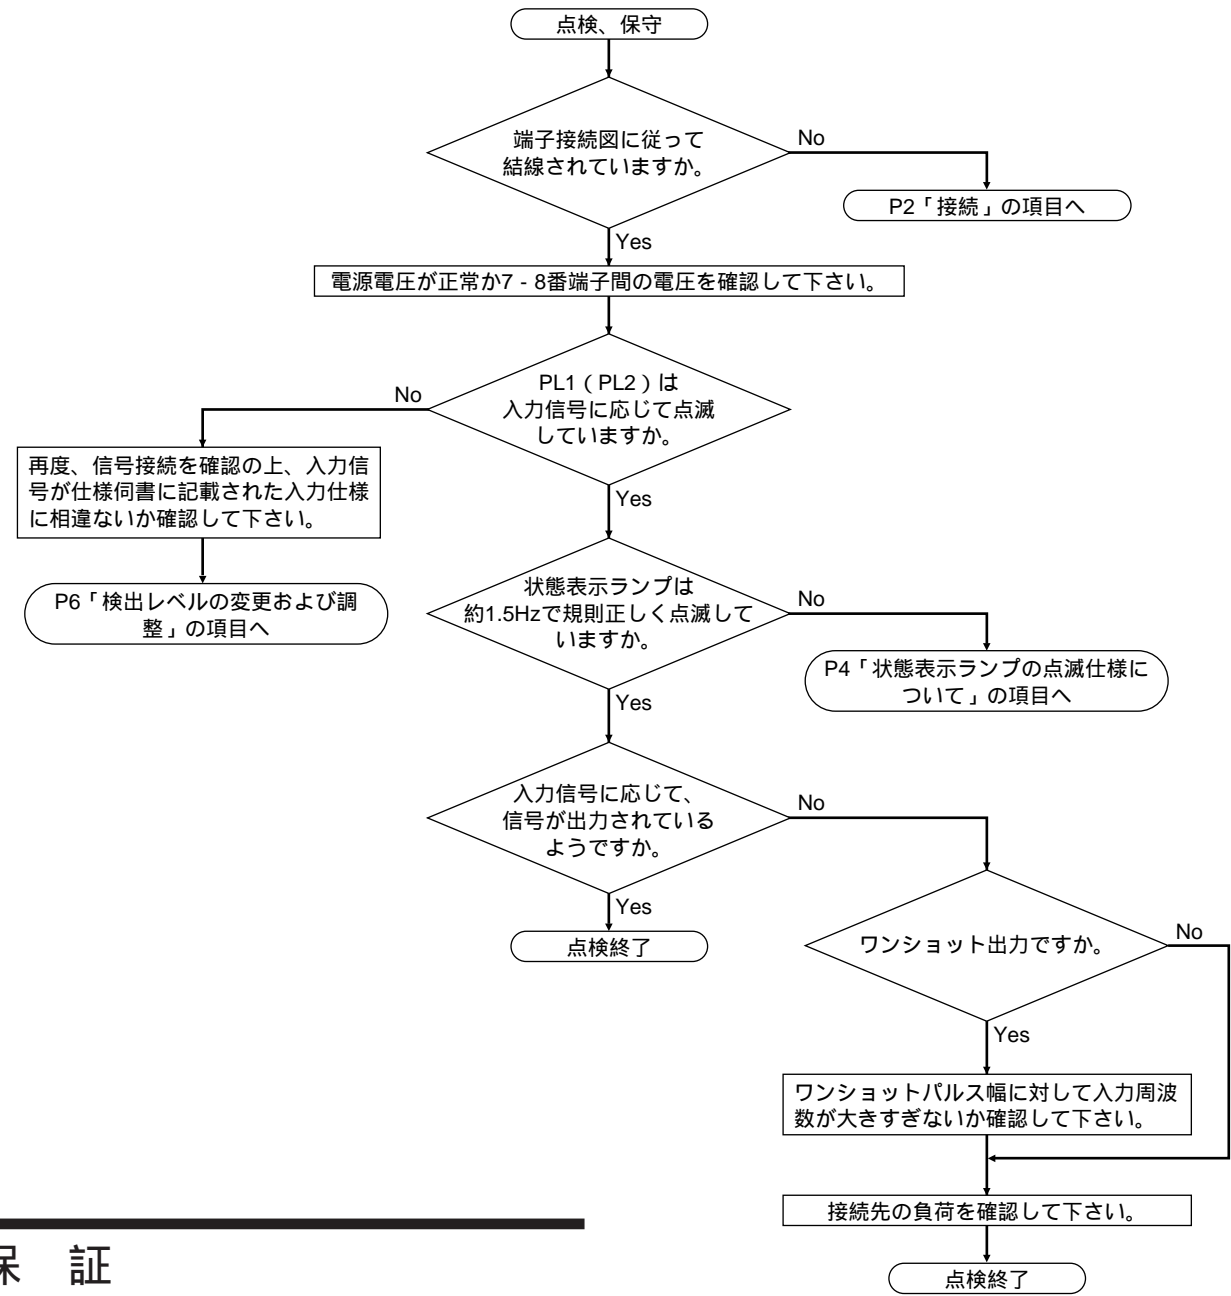 点検、保守
端子接続図に従って
結線されていますか。
No
P2「接続」の項目へ
Yes
電源電圧が正常か7 - 8番端子間の電圧を確認して下さい。
PL1（PL2）は
入力信号に応じて点滅
していますか。
No
再度、信号接続を確認の上、入力信
号が仕様伺書に記載された入力仕様
に相違ないか確認して下さい。
P6「検出レベルの変更および調
整」の項目へ
Yes
状態表示ランプは
約1.5Hzで規則正しく点滅して
いますか。
No
P4「状態表示ランプの点滅仕様に
ついて」の項目へ
Yes
入力信号に応じて、
信号が出力されている
ようですか。
No
Yes
点検終了
ワンショット出力ですか。
No
Yes
ワンショットパルス幅に対して入力周波
数が大きすぎないか確認して下さい。
接続先の負荷を確認して下さい。
点検終了
保　証